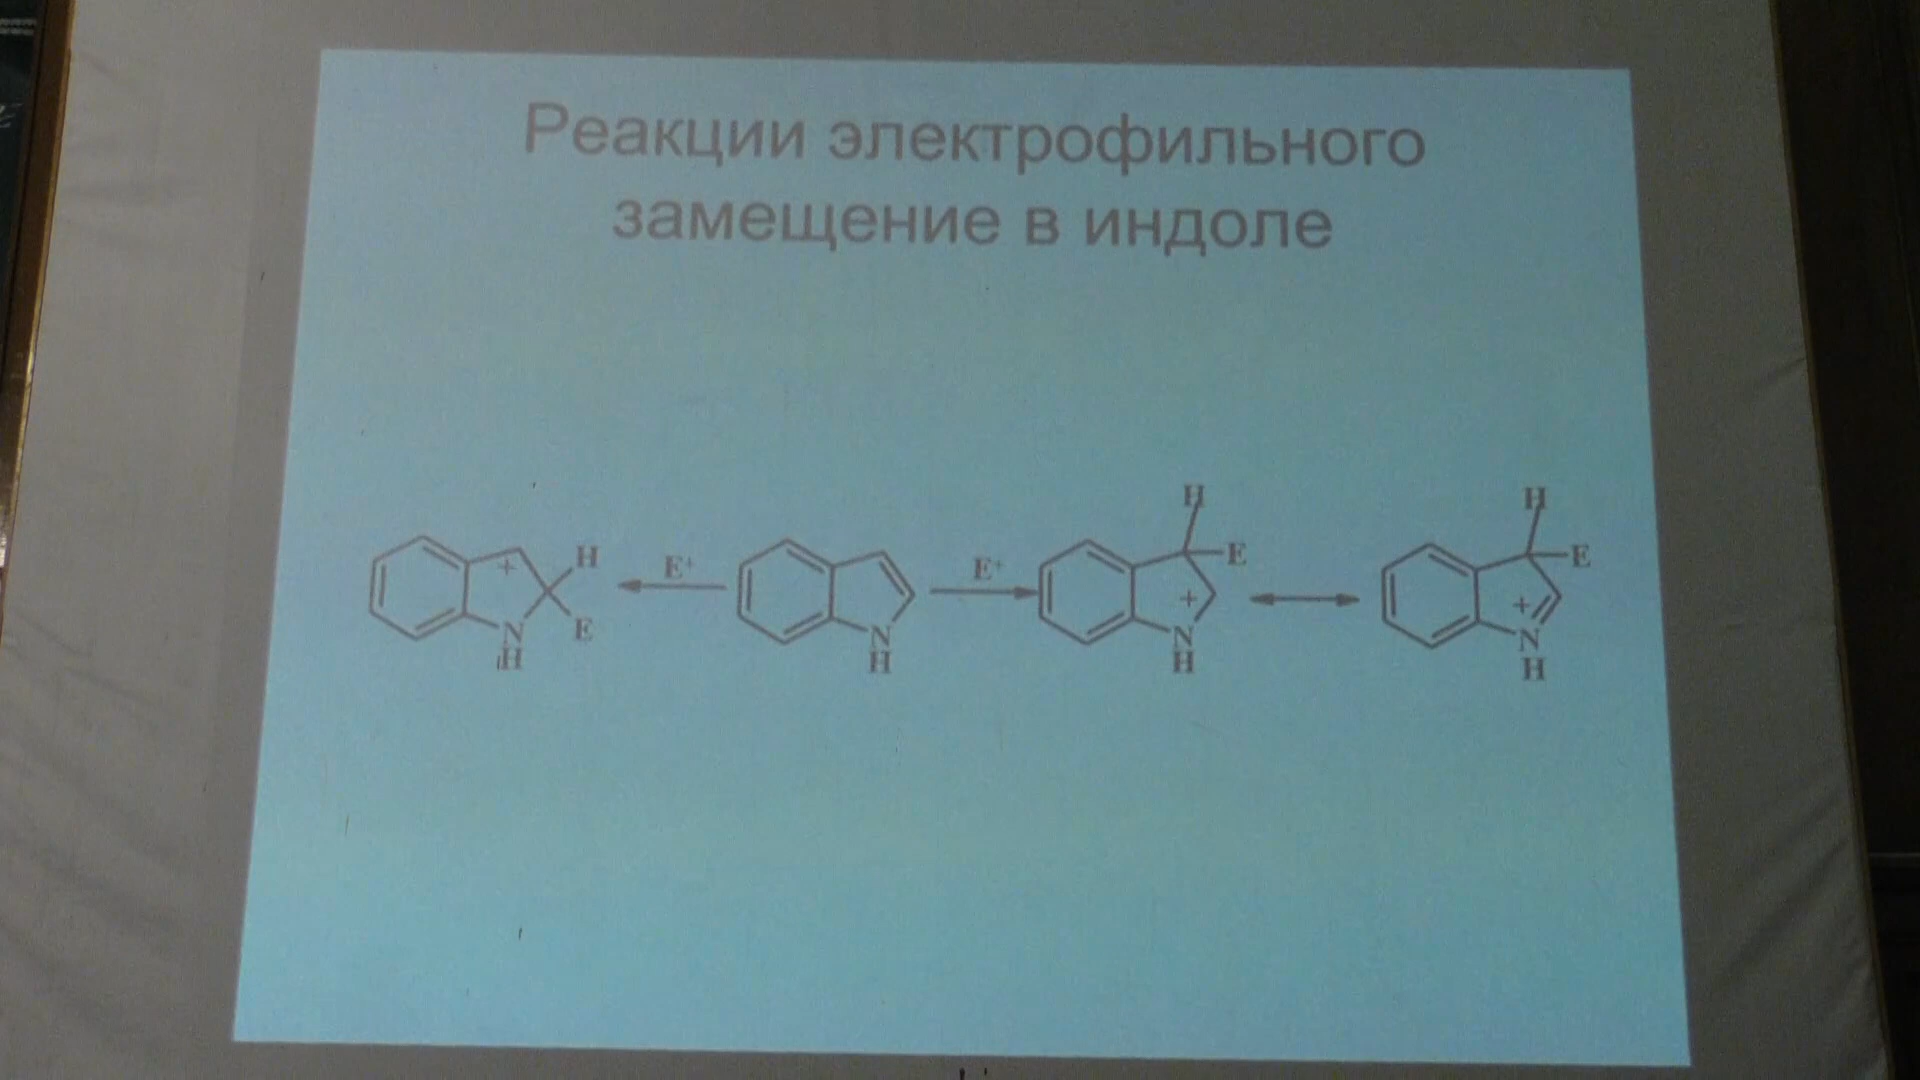 Реакции электрофильного
замещение в индоле
H
E
N
H
E+
N
H
E+
H
E
+
N
H
H
E
+
N
H
+